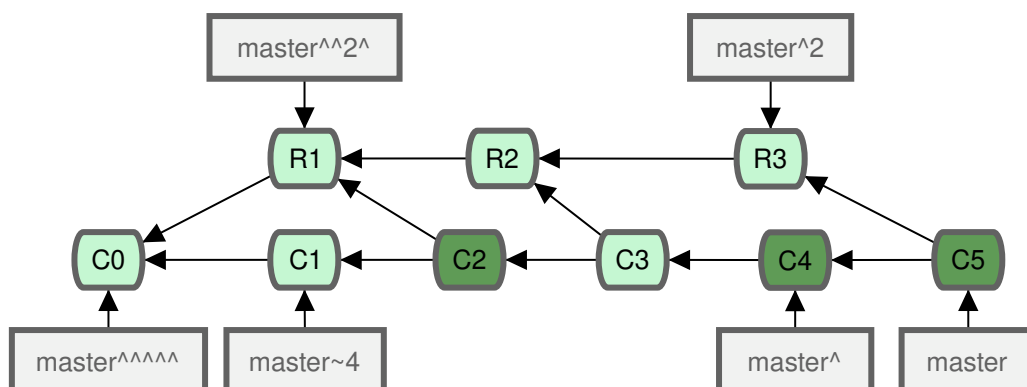 master^^2^
master^2
R1
R2
R3
C0
C1
C2
C3
C4
C5
master^^^^^
master~4
master^
master